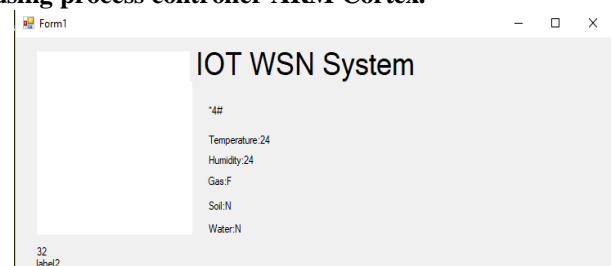 using process controller ARM Cortex.
Form1
IOT WSN System
*4#
Temperature:24
Humidity:24
Gas:F
Soil:N
Water:N
32
label2